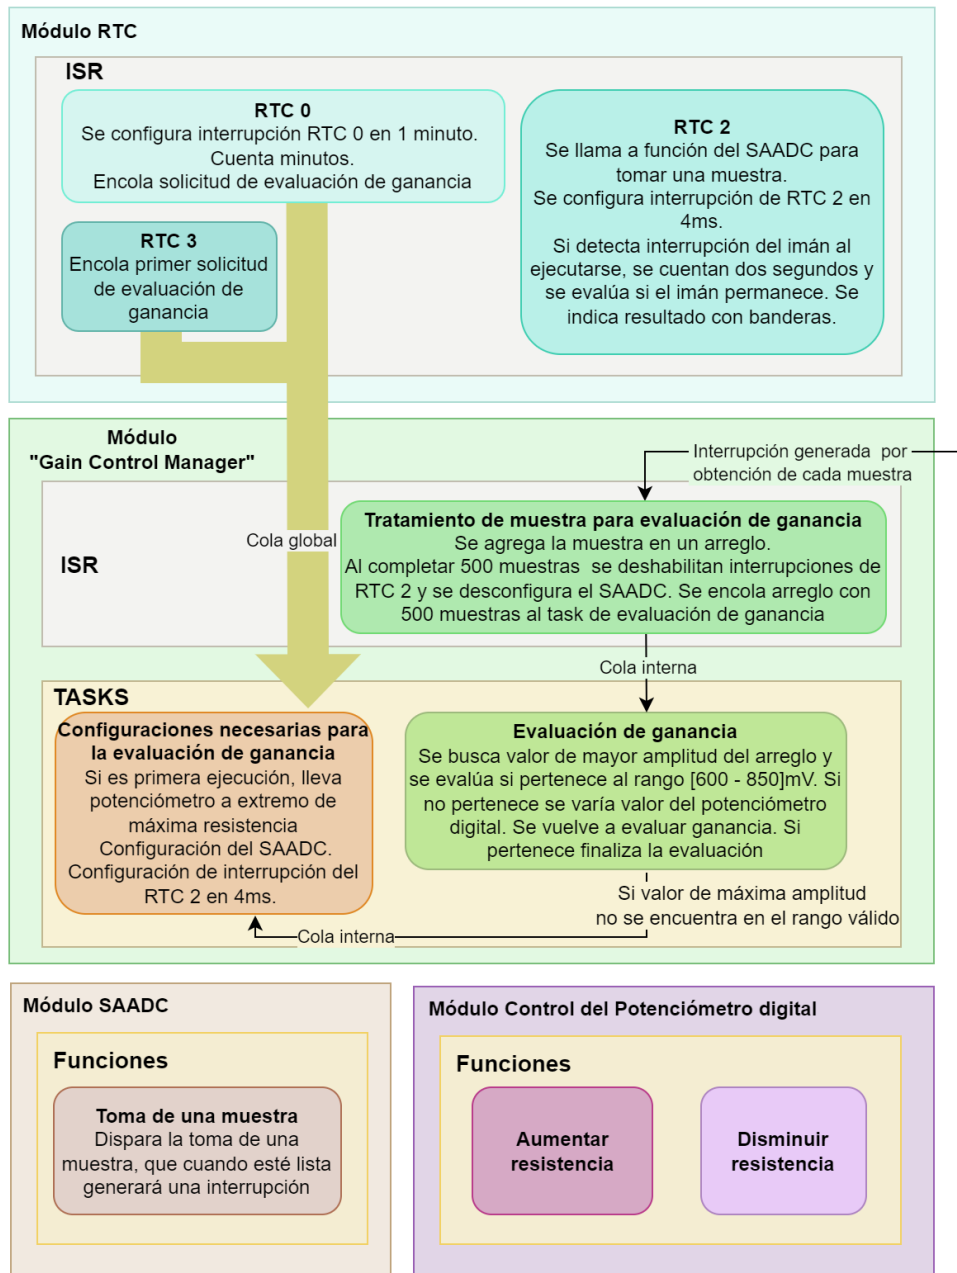 Módulo RTC
ISR
RTC 0
Se configura interrupción RTC 0 en 1 minuto.
Cuenta minutos.
Encola solicitud de evaluación de ganancia
RTC 2
Se llama a función del SAADC para
tomar una muestra.
Se configura interrupción de RTC 2 en
4ms.
Si detecta interrupción del imán al
ejecutarse, se cuentan dos segundos y
se evalúa si el imán permanece. Se
indica resultado con banderas.
RTC 3
Encola primer solicitud
de evaluación de
ganancia
Módulo
"Gain Control Manager"
Interrupción generada por
obtención de cada muestra
Cola global
ISR
Tratamiento de muestra para evaluación de ganancia
Se agrega la muestra en un arreglo.
Al completar 500 muestras se deshabilitan interrupciones de
RTC 2 y se desconfigura el SAADC. Se encola arreglo con
500 muestras al task de evaluación de ganancia
Cola interna
TASKS
Configuraciones necesarias para
la evaluación de ganancia
Si es primera ejecución, lleva
potenciómetro a extremo de
máxima resistencia
Configuración del SAADC.
Configuración de interrupción del
RTC 2 en 4ms.
Evaluación de ganancia
Se busca valor de mayor amplitud del arreglo y
se evalúa si pertenece al rango [600 - 850]mV. Si
no pertenece se varía valor del potenciómetro
digital. Se vuelve a evaluar ganancia. Si
pertenece finaliza la evaluación
Si valor de máxima amplitud
no se encuentra en el rango válido
Cola interna
Módulo SAADC
Funciones
Toma de una muestra
Dispara la toma de una
muestra, que cuando esté lista
generará una interrupción
Módulo Control del Potenciómetro digital
Funciones
Aumentar
resistencia
Disminuir
resistencia